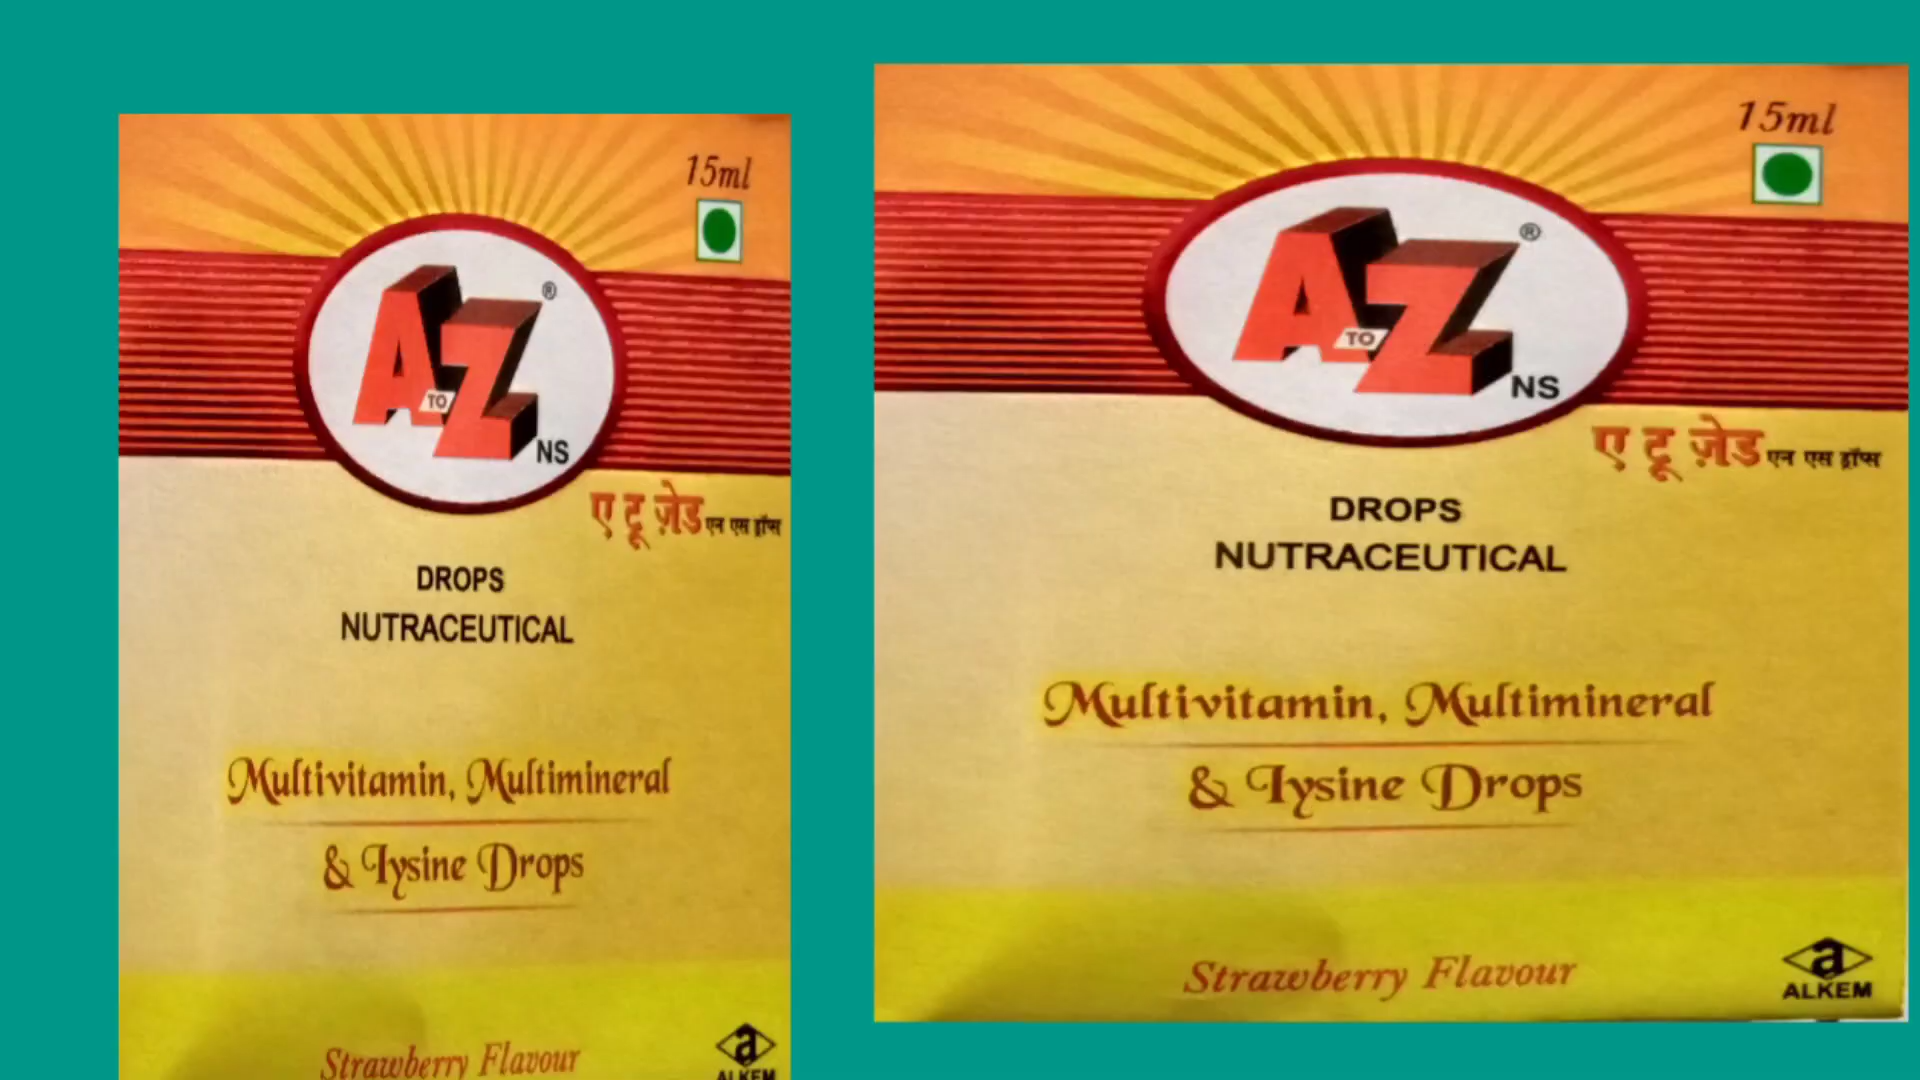 15ml
A TO Z ®
NS
ए टू ज़ेड एन एस ड्रॉप्स
DROPS
NUTRACEUTICAL
Multivitamin, Multimineral
& Lysine Drops
Strawberry Flavour
a
ALKEM
15ml
A TO Z ®
NS
ए टू ज़ेड एन एस ड्रॉप्स
DROPS
NUTRACEUTICAL
Multivitamin, Multimineral
& Lysine Drops
Strawberry Flavour
a
ALKEM